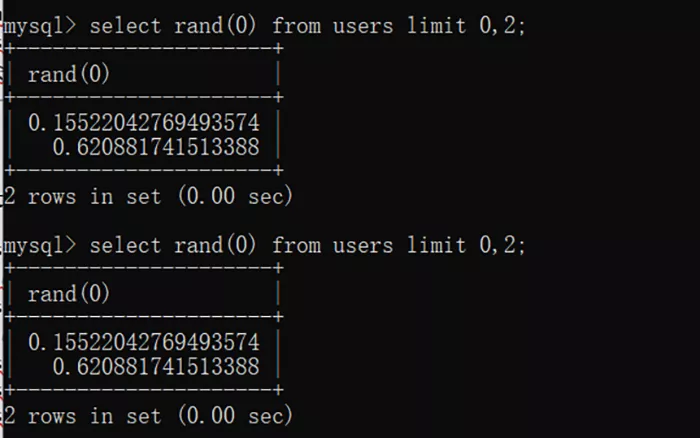 mysql> select rand(0) from users limit 0,2;
+---------------------+
| rand(0)             |
+---------------------+
| 0.15522042769493574 |
|   0.620881741513388 |
+---------------------+
2 rows in set (0.00 sec)
mysql> select rand(0) from users limit 0,2;
+---------------------+
| rand(0)             |
+---------------------+
| 0.15522042769493574 |
|   0.620881741513388 |
+---------------------+
2 rows in set (0.00 sec)